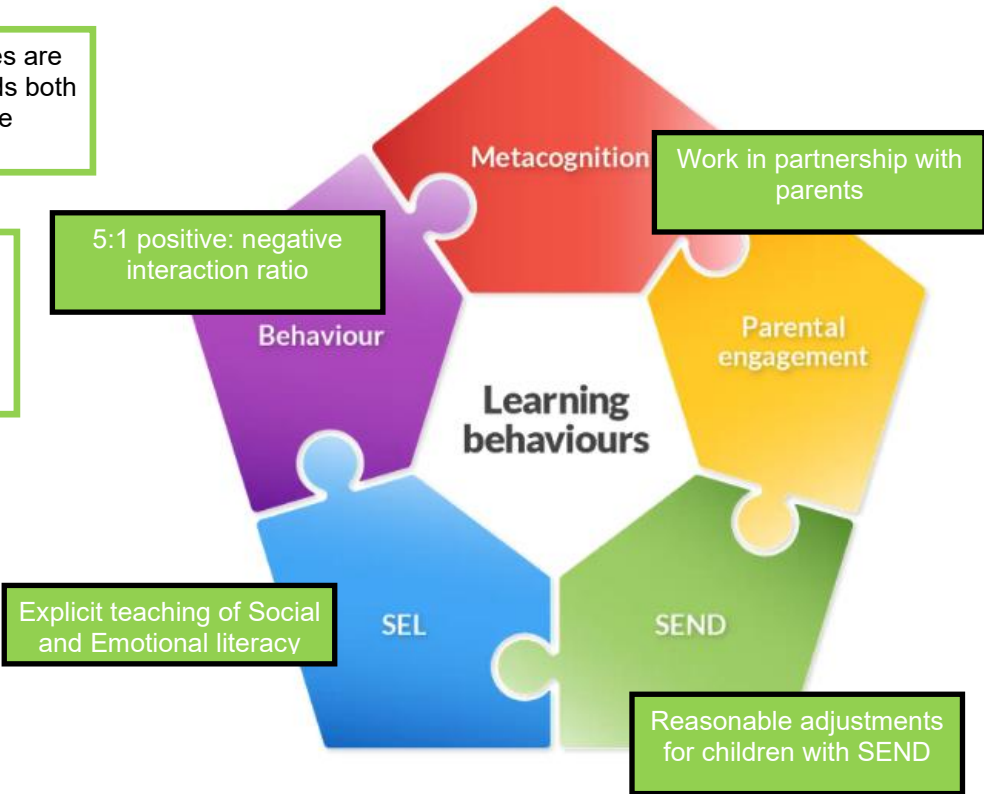 es are
ls both
e
Metacognition
Work in partnership with
parents
5:1 positive: negative
interaction ratio
Behaviour
Parental
engagement
Learning
behaviours
Explicit teaching of Social
and Emotional literacy
SEL
SEND
Reasonable adjustments
for children with SEND